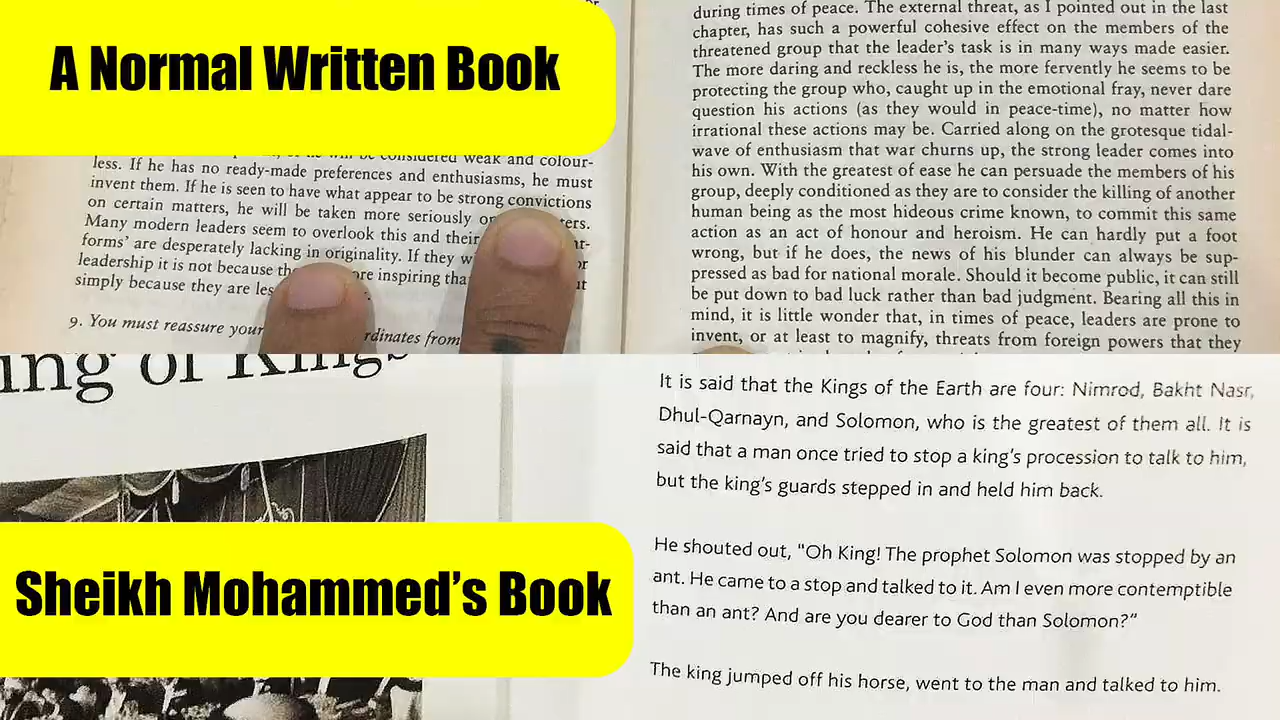 A Normal Written Book
considered weak and colour-
less. If he has no ready-made preferences and enthusiasms, he must
invent them. If he is seen to have what appear to be strong convictions
on certain matters, he will be taken more seriously
Many modern leaders seem to overlook this and their
forms' are desperately lacking in originality. If they
leadership it is not because inspiring
simply because they are
9. You must reassure your from
during times of peace. The external threat, as I pointed out in the last
chapter, has such a powerful cohesive effect on the members of the
threatened group that the leader's task is in many ways made easier.
The more daring and reckless he is, the more fervently he seems to be
protecting the group who, caught up in the emotional fray, never dare
question his actions (as they would in peace-time), no matter how
irrational these actions may be. Carried along on the grotesque tidal-
wave of enthusiasm that war churns up, the strong leader comes into
his own. With the greatest of ease he can persuade the members of his
group, deeply conditioned as they are to consider the killing of another
human being as the most hideous crime known, to commit this same
action as an act of honour and heroism. He can hardly put a foot
wrong, but if he does, the news of his blunder can always be sup-
pressed as bad for national morale. Should it become public, it can still
be put down to bad luck rather than bad judgment. Bearing all this in
mind, it is little wonder that, in times of peace, leaders are prone to
invent, or at least to magnify, threats from foreign powers that they
ing of Kings
Sheikh Mohammed's Book
It is said that the Kings of the Earth are four: Nimrod, Bakht Nasr,
Dhul-Qarnayn, and Solomon, who is the greatest of them all. It is
said that a man once tried to stop a king's procession to talk to him,
but the king's guards stepped in and held him back.
He shouted out, "Oh King! The prophet Solomon was stopped by an
ant. He came to a stop and talked to it. Am I even more contemptible
than an ant? And are you dearer to God than Solomon?"
The king jumped off his horse, went to the man and talked to him.